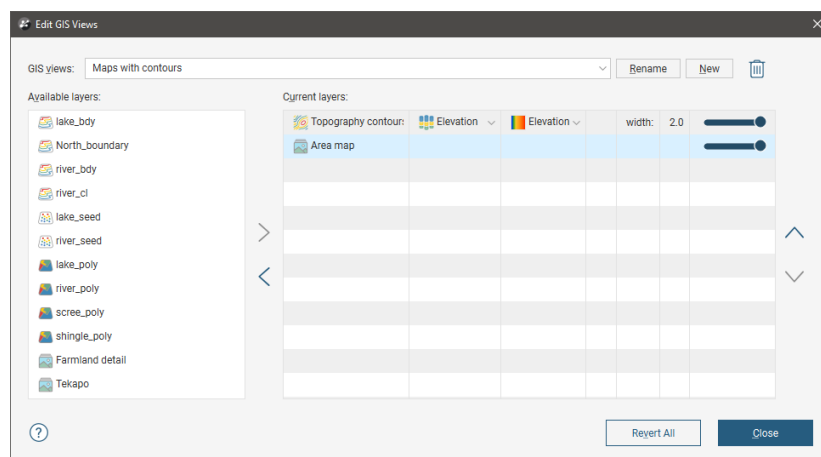 Edit GIS Views
GIS views: Maps with contours Rename New
Available layers: Current layers:
lake_bdy
North_boundary
river_bdy
river_cl
lake_seed
river_seed
lake_poly
river_poly
scree_poly
shingle_poly
Farmland detail
Tekapo
Topography contour: Elevation Elevation width: 2.0
Area map
? Revert All Close